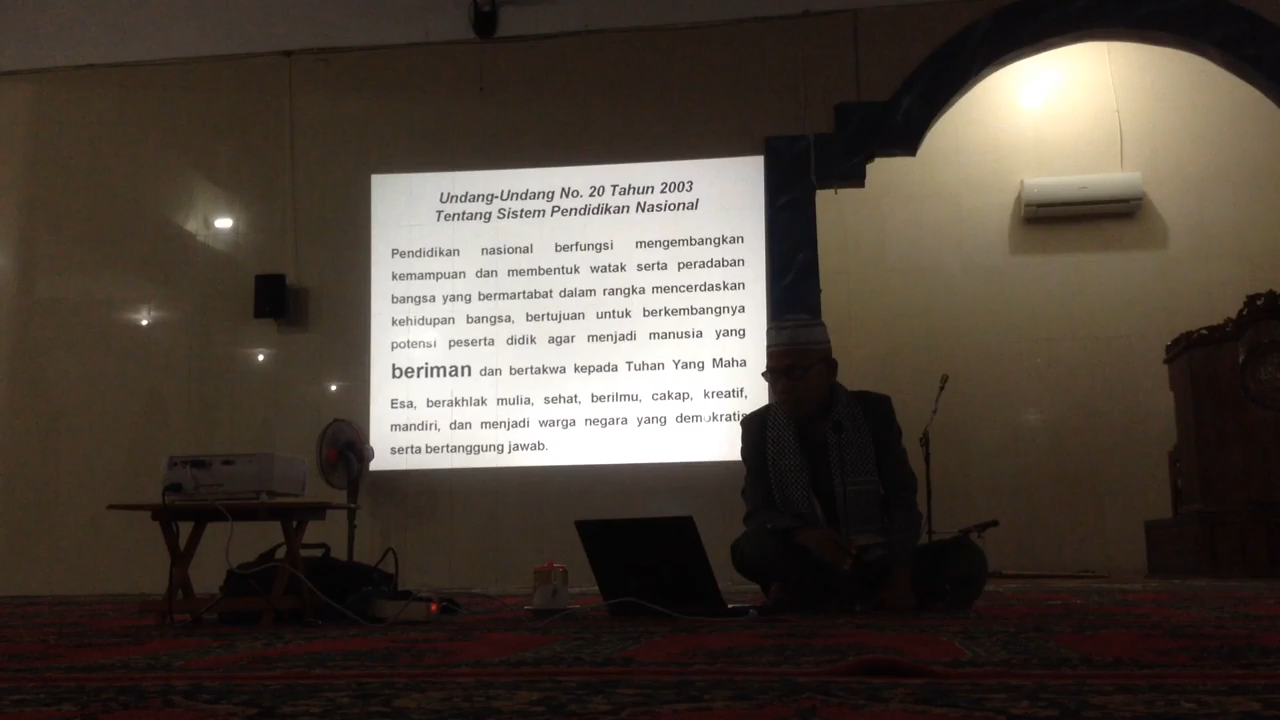 Undang-Undang No. 20 Tahun 2003
Tentang Sistem Pendidikan Nasional
Pendidikan nasional berfungsi mengembangkan
kemampuan dan membentuk watak serta peradaban
bangsa yang bermartabat dalam rangka mencerdaskan
kehidupan bangsa, bertujuan untuk berkembangnya
potensi peserta didik agar menjadi manusia yang
beriman dan bertakwa kepada Tuhan Yang Maha
Esa, berakhlak mulia, sehat, berilmu, cakap, kreatif,
mandiri, dan menjadi warga negara yang demokratis
serta bertanggung jawab.